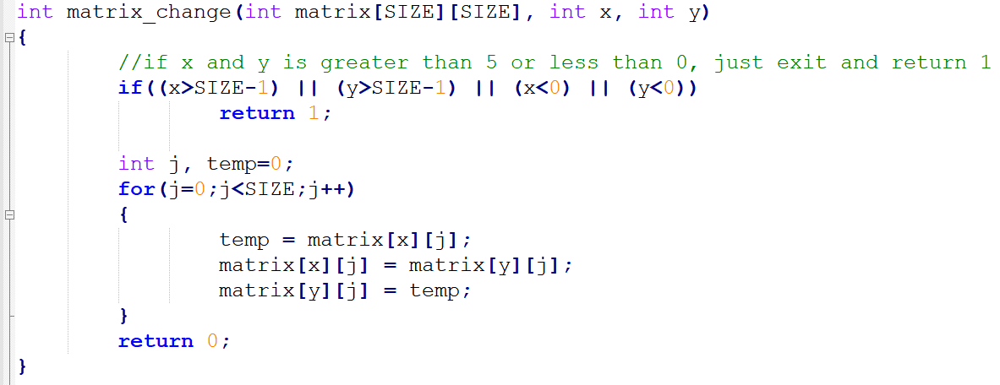 int matrix_change(int matrix[SIZE][SIZE], int x, int y)
{
//if x and y is greater than 5 or less than 0, just exit and return 1
if((x>SIZE-1) || (y>SIZE-1) || (x<0) || (y<0))
return 1;
int j, temp=0;
for(j=0;j<SIZE;j++)
{
temp = matrix[x][j];
matrix[x][j] = matrix[y][j];
matrix[y][j] = temp;
}
return 0;
}